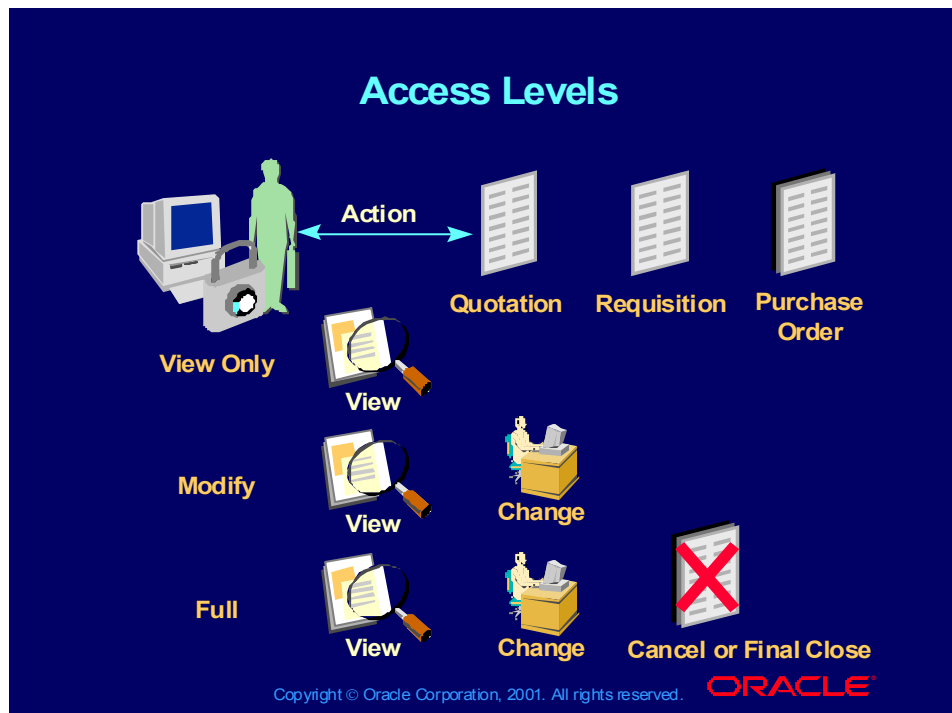 Access Levels
Action
Quotation
Requisition
Purchase
Order
View Only
View
Modify
View
Change
Full
View
Change
Cancel or Final Close
Copyright © Oracle Corporation, 2001. All rights reserved.
ORACLE®